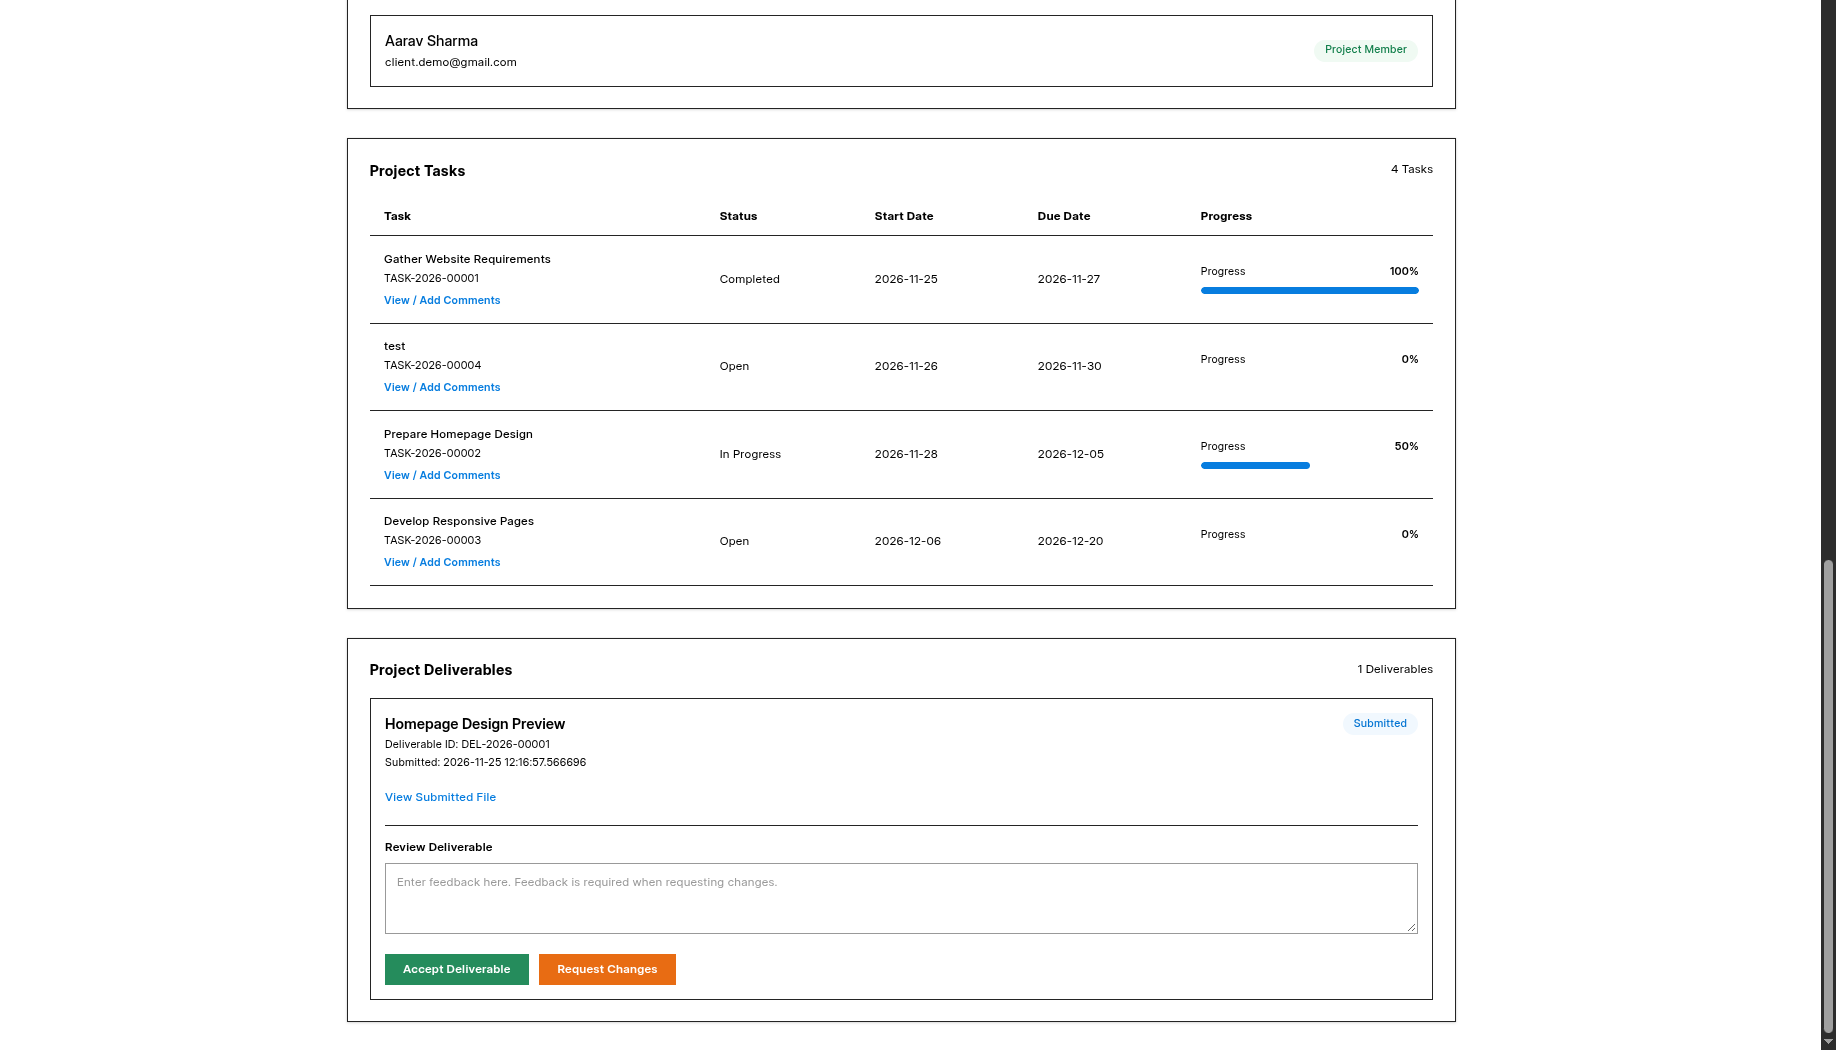 Aarav Sharma
client.demo@gmail.com
Project Member
Project Tasks
4 Tasks
Task Status Start Date Due Date Progress
Gather Website Requirements
TASK-2026-00001
View / Add Comments
Completed
2026-11-25
2026-11-27
Progress 100%
test
TASK-2026-00004
View / Add Comments
Open
2026-11-26
2026-11-30
Progress 0%
Prepare Homepage Design
TASK-2026-00002
View / Add Comments
In Progress
2026-11-28
2026-12-05
Progress 50%
Develop Responsive Pages
TASK-2026-00003
View / Add Comments
Open
2026-12-06
2026-12-20
Progress 0%
Project Deliverables
1 Deliverables
Homepage Design Preview
Submitted
Deliverable ID: DEL-2026-00001
Submitted: 2026-11-25 12:16:57.566696
View Submitted File
Review Deliverable
Enter feedback here. Feedback is required when requesting changes.
Accept Deliverable Request Changes